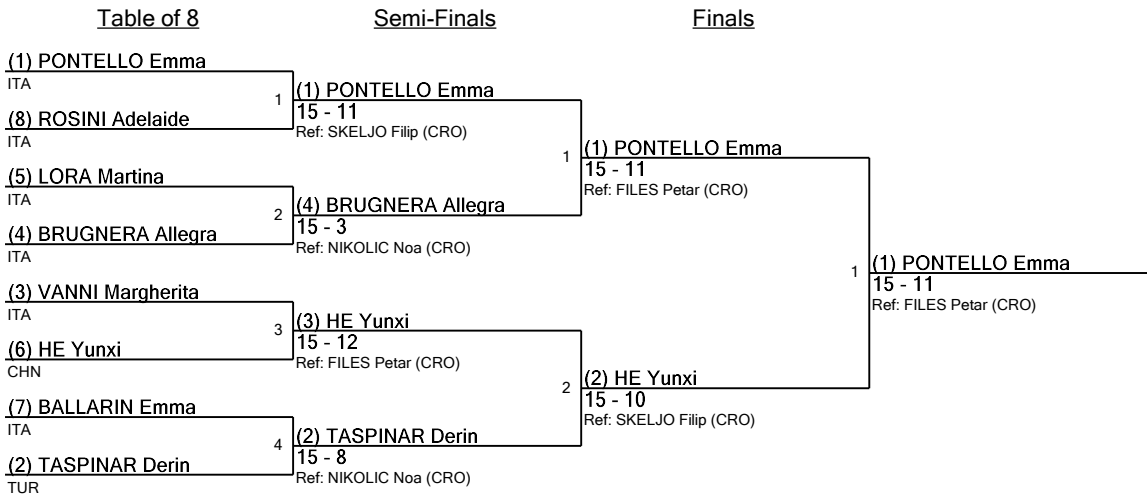 Table of 8 Semi-Finals Finals
(1) PONTELLO Emma
ITA
(8) ROSINI Adelaide
ITA
(5) LORA Martina
ITA
(4) BRUGNERA Allegra
ITA
(3) VANNI Margherita
ITA
(6) HE Yunxi
CHN
(7) BALLARIN Emma
ITA
(2) TASPINAR Derin
TUR
1
(1) PONTELLO Emma
15 - 11
Ref: SKELJO Filip (CRO)
2
(4) BRUGNERA Allegra
15 - 3
Ref: NIKOLIC Noa (CRO)
3
(3) HE Yunxi
15 - 12
Ref: FILES Petar (CRO)
4
(2) TASPINAR Derin
15 - 8
Ref: NIKOLIC Noa (CRO)
1
(1) PONTELLO Emma
15 - 11
Ref: FILES Petar (CRO)
2
(2) HE Yunxi
15 - 10
Ref: SKELJO Filip (CRO)
1
(1) PONTELLO Emma
15 - 11
Ref: FILES Petar (CRO)